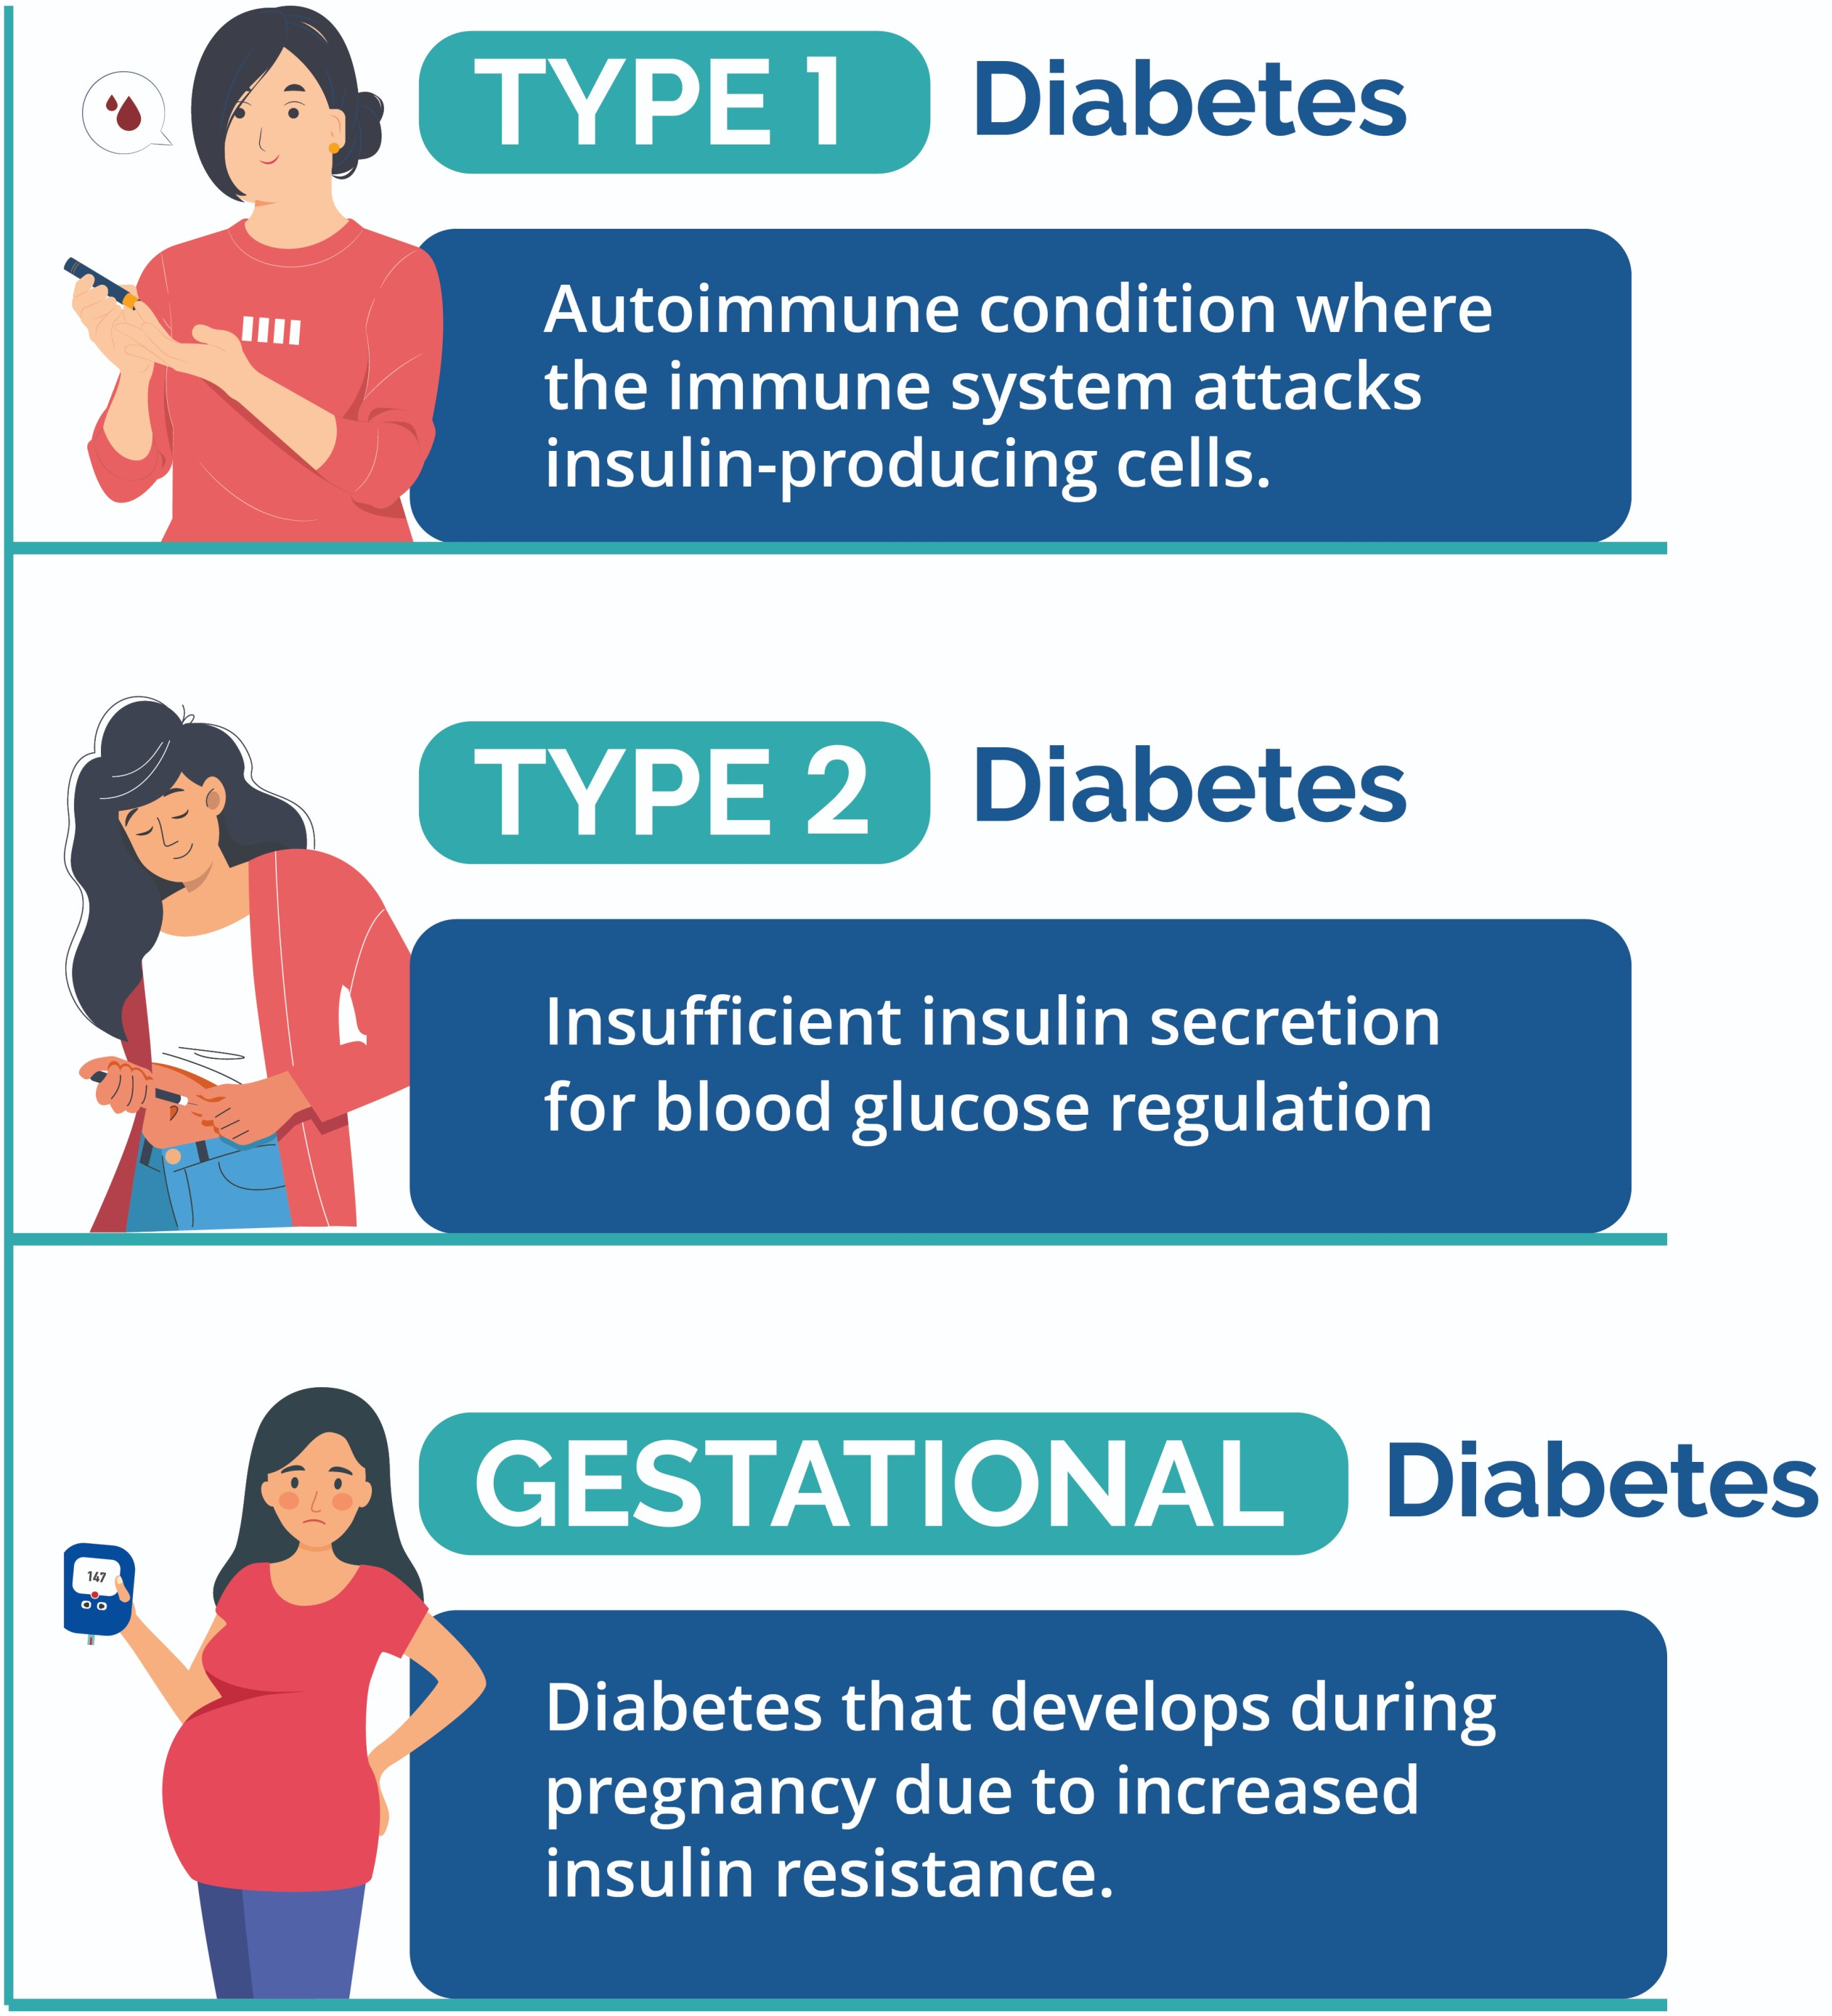 TYPE 1 Diabetes
Autoimmune condition where
the immune system attacks
insulin-producing cells.
TYPE 2 Diabetes
Insufficient insulin secretion
for blood glucose regulation
GESTATIONAL Diabetes
147
Diabetes that develops during
pregnancy due to increased
insulin resistance.